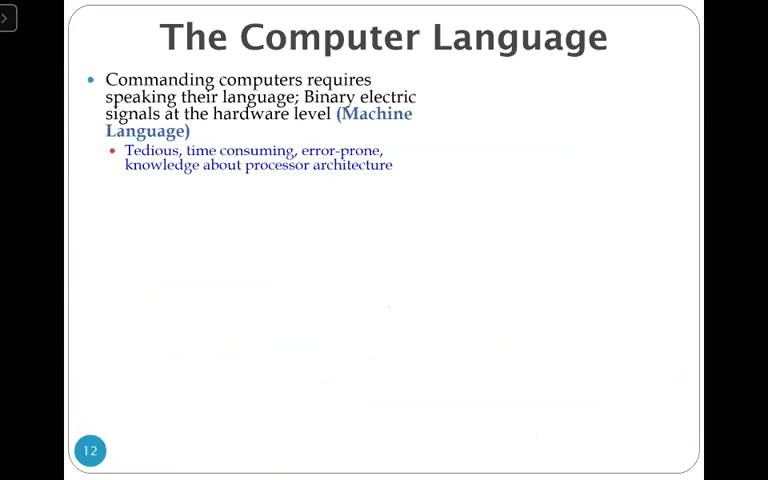 The Computer Language
Commanding computers requires
speaking their language; Binary electric
signals at the hardware level (Machine
Language)
Tedious, time consuming, error-prone,
knowledge about processor architecture
12